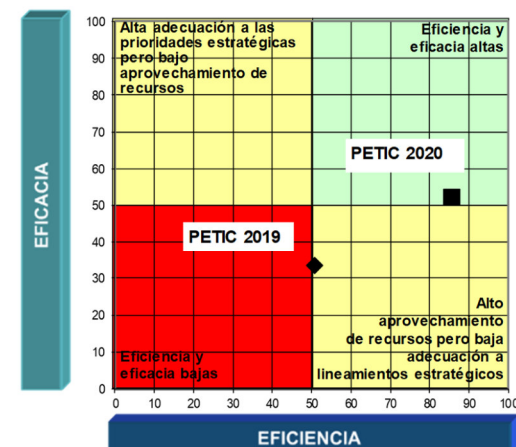 100
90
80
70
60
50
40
30
20
10
0
EFICACIA
Alta adecuación a las
prioridades estratégicas
pero bajo
aprovechamiento de
recursos
Eficiencia y
eficacia altas
PETIC 2020
PETIC 2019
Eficiencia y
eficacia bajas
Alto
aprovechamiento
de recursos pero baja
adecuación a
lineamientos estratégicos
0 10 20 30 40 50 60 70 80 90 100
EFICIENCIA